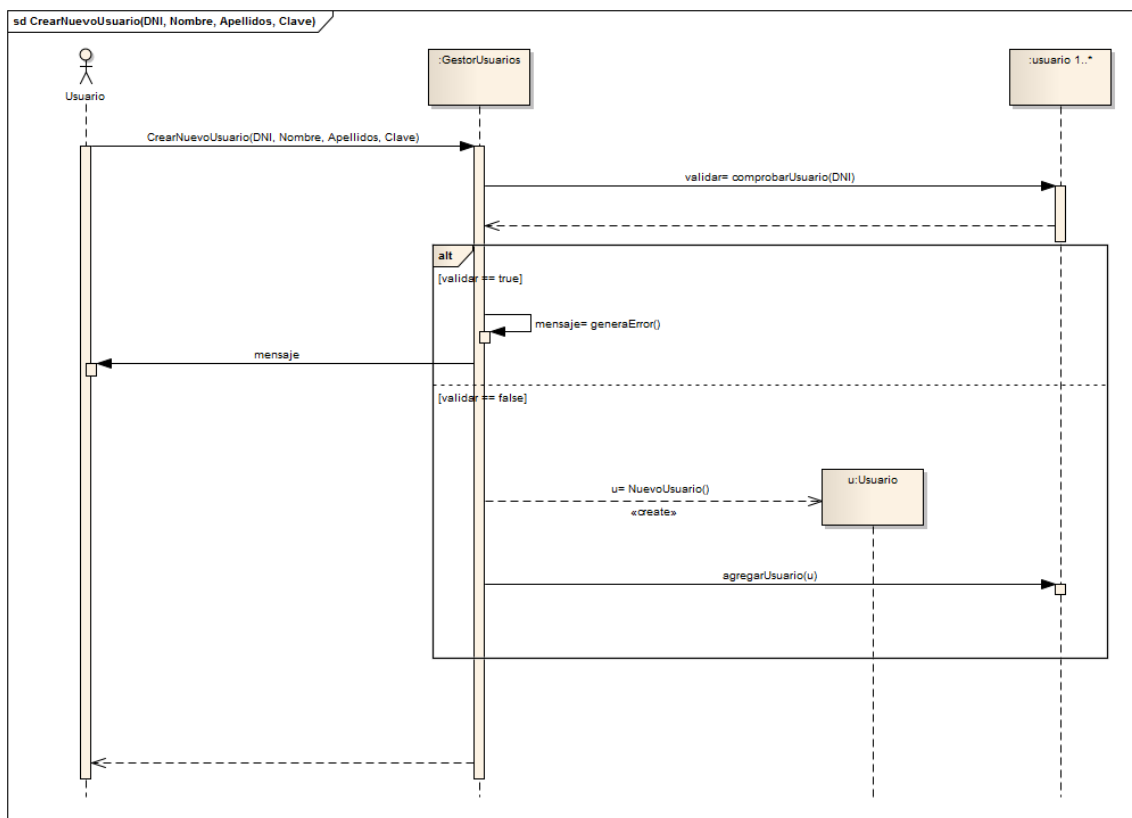 sd CrearNuevoUsuario(DNI, Nombre, Apellidos, Clave)
Usuario
:GestorUsuarios
:usuario 1..*
CrearNuevoUsuario(DNI, Nombre, Apellidos, Clave)
validar= comprobarUsuario(DNI)
alt
[validar == true]
mensaje= generaError()
mensaje
[validar == false]
u= NuevoUsuario()
«create»
u:Usuario
agregarUsuario(u)